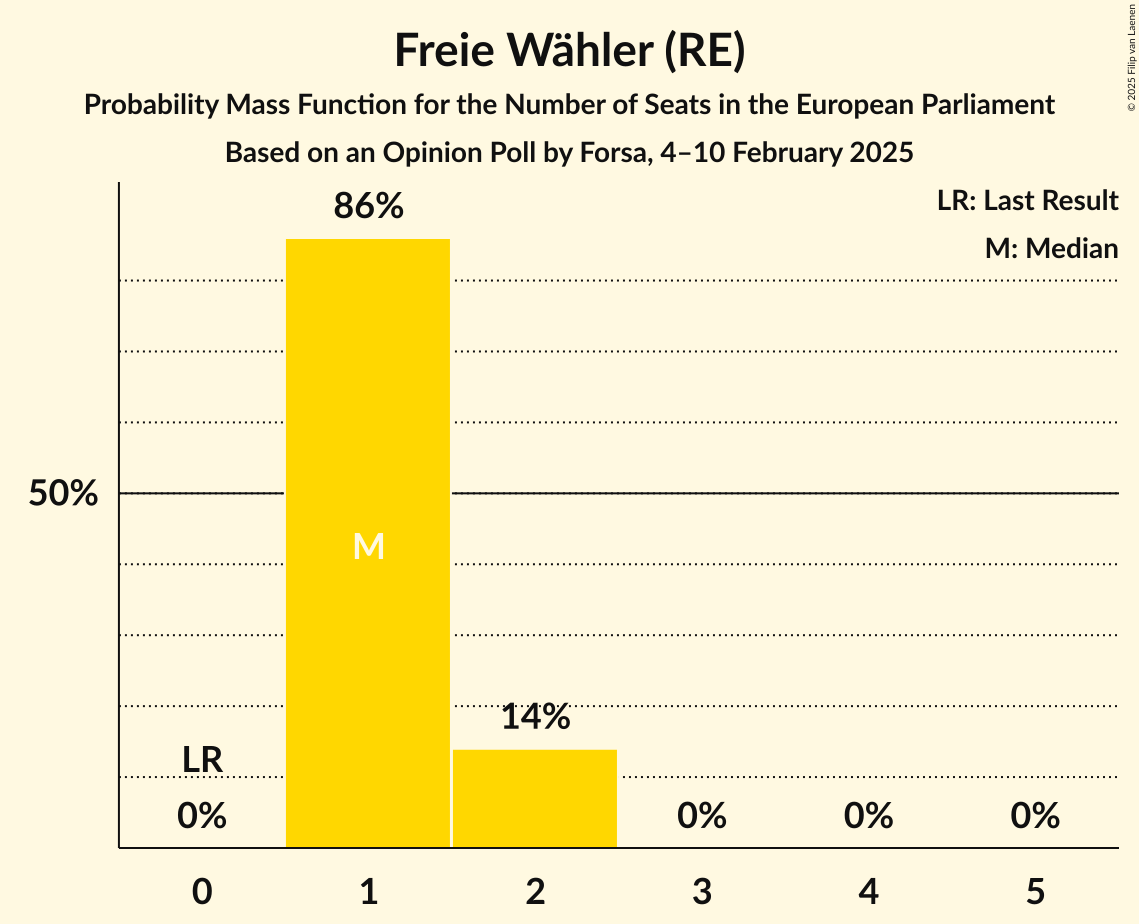 Freie Wähler (RE)
Probability Mass Function for the Number of Seats in the European Parliament
Based on an Opinion Poll by Forsa, 4–10 February 2025
© 2025 Filip van Laenen
LR: Last Result
M: Median
86%
50%
M
14%
LR
0%
0%
0%
0%
0
1
2
3
4
5